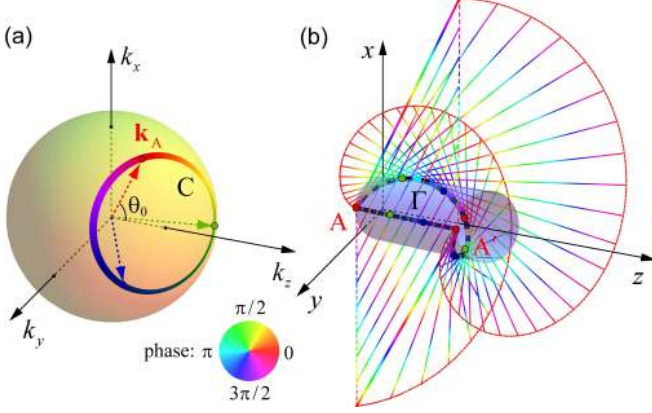 (a)
k_x
k_A
C
θ_0
k_z
k_y
phase: π
π/2
0
3π/2
(b)
x
Γ
A
A′
y
z